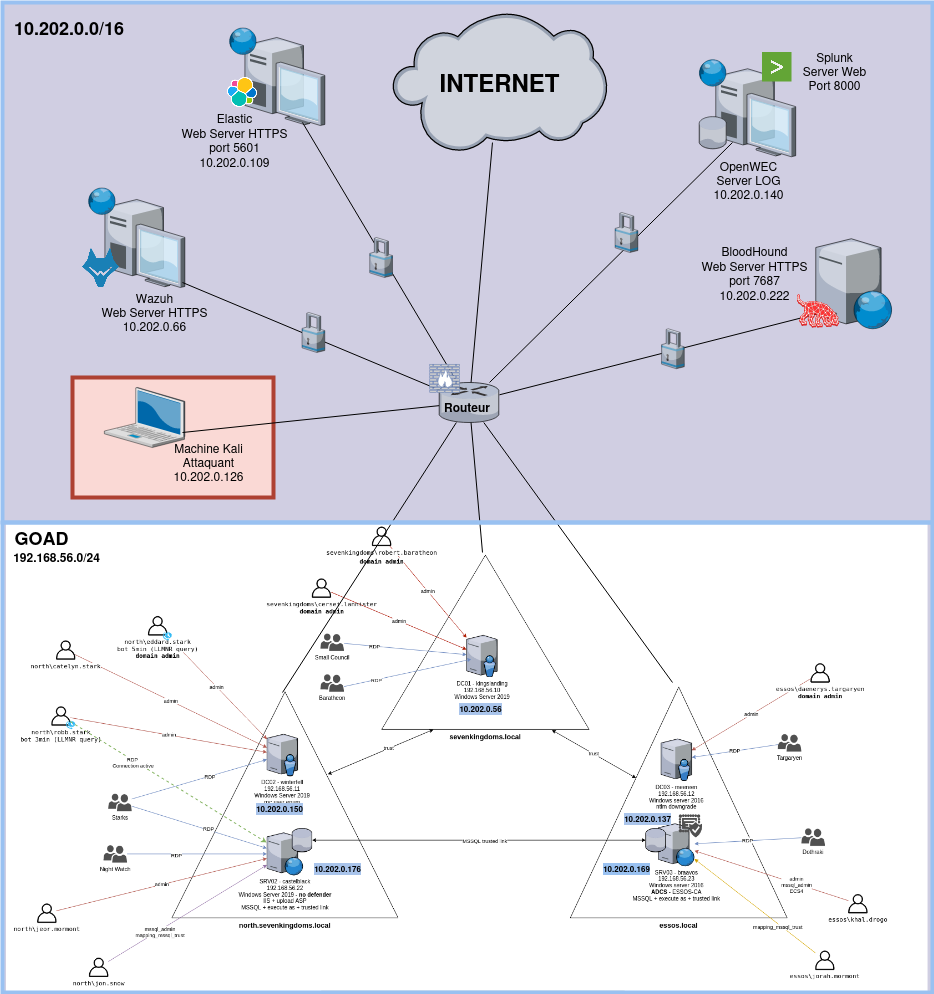 10.202.0.0/16
INTERNET
Splunk
Server Web
Port 8000
Elastic
Web Server HTTPS
port 5601
10.202.0.109
OpenWEC
Server LOG
10.202.0.140
Wazuh
Web Server HTTPS
10.202.0.66
BloodHound
Web Server HTTPS
port 7687
10.202.0.222
Routeur
Machine Kali
Attaquant
10.202.0.126
GOAD
192.168.56.0/24
sevenkingdoms\robert.baratheon
domain admin
admin
sevenkingdoms\cersei.lannister
domain admin
admin
Small Council
RDP
Barathcon
RDP
DC01 - kingslanding
192.168.56.10
Windows Server 2019
10.202.0.56
sevenkingdoms.local
trust
trust
north\eddard.stark
bot 5min (LLMNR query)
domain admin
admin
north\catelyn.stark
admin
north\robb.stark
bot 3min (LLMNR query)
admin
RDP
Connection active
RDP
Starks
RDP
Night Watch
RDP
admin
north\jeor.mormont
mssql_admin
mapping_mssql_trust
north\jon.snow
DC02 - winterfell
192.168.56.11
Windows Server 2019
10.202.0.150
10.202.0.176
SRV02 - castelblack
192.168.56.22
Windows Server 2019 - no defender
IIS + upload ASP
MSSQL + execute as + trusted link
north.sevenkingdoms.local
MSSQL trusted link
essos\daenerys.targaryen
domain admin
admin
RDP
Targaryen
DC03 - meereen
192.168.56.12
Windows server 2016
ntlm downgrade
10.202.0.137
RDP
Dothraki
10.202.0.169
SRV03 - braavos
192.168.56.23
Windows server 2016
ADCS - ESSOS-CA
MSSQL + execute as + trusted link
admin
mssql_admin
ESC4
essos\khal.drogo
mapping_mssql_trust
essos\jorah.mormont
essos.local